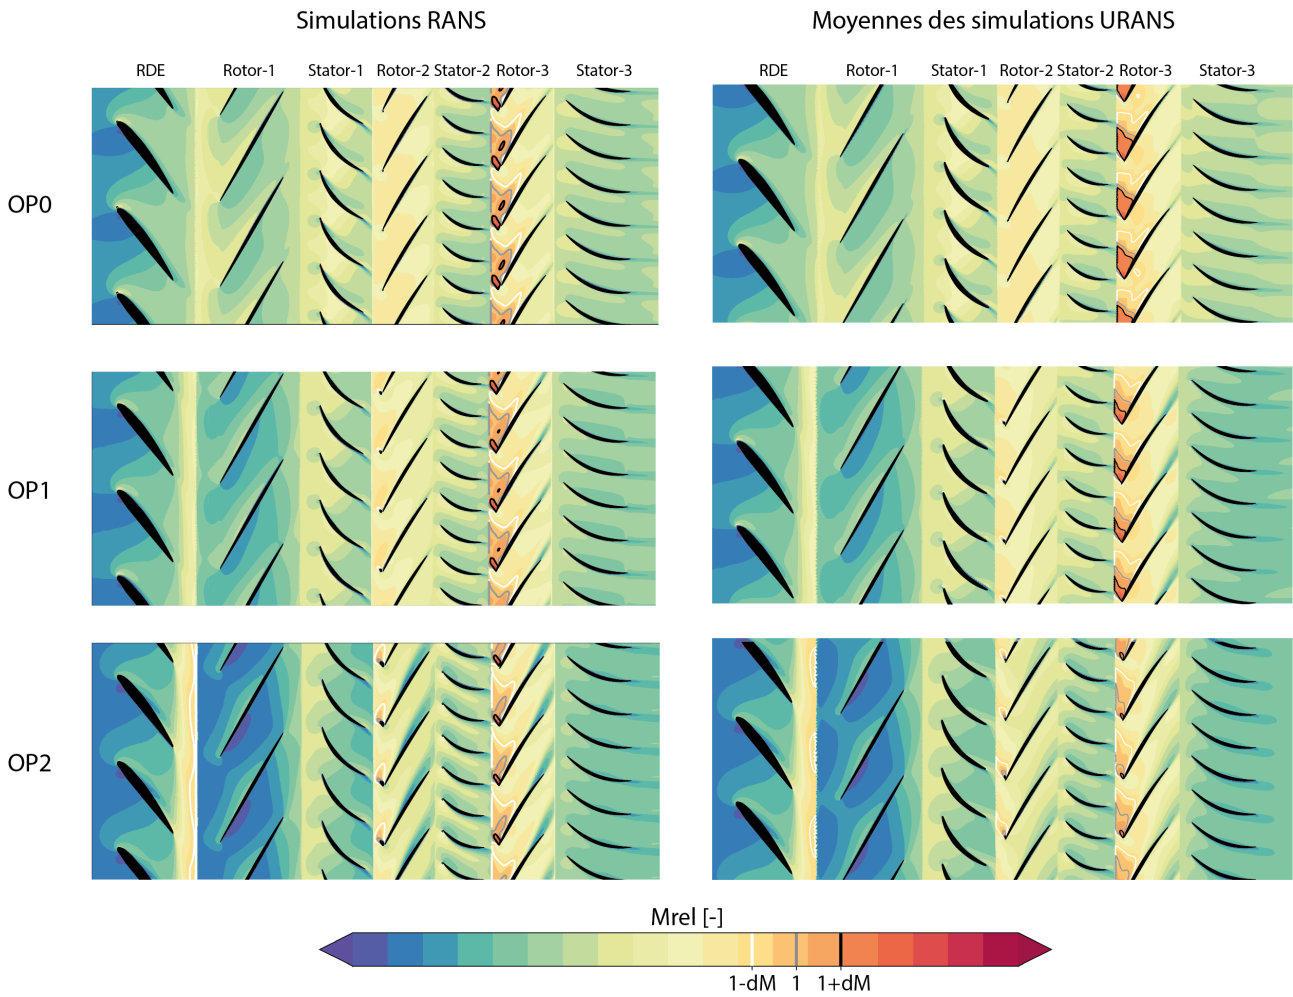 Simulations RANS
Moyennes des simulations URANS
RDE Rotor-1 Stator-1 Rotor-2 Stator-2 Rotor-3 Stator-3
RDE Rotor-1 Stator-1 Rotor-2 Stator-2 Rotor-3 Stator-3
OP0
OP1
OP2
Mrel [-]
1-dM 1 1+dM